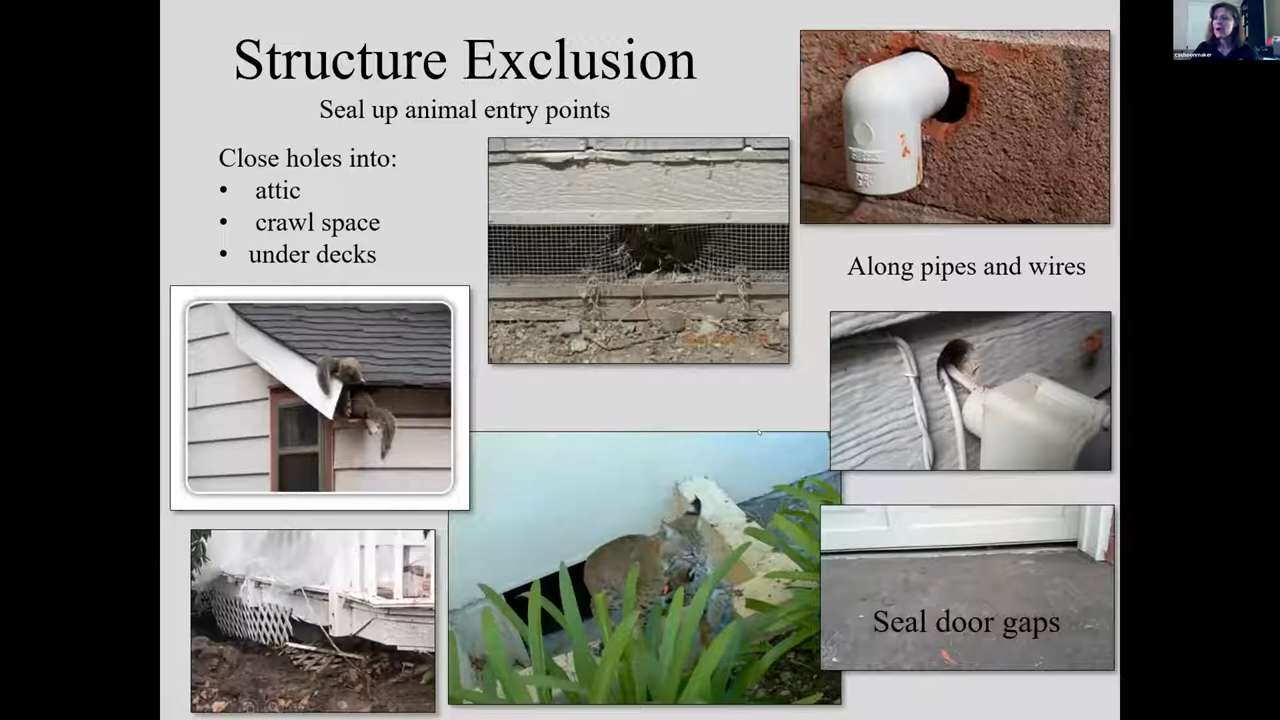 Structure Exclusion
Seal up animal entry points
Close holes into:
• attic
• crawl space
• under decks
Along pipes and wires
Seal door gaps
cschoonmaker